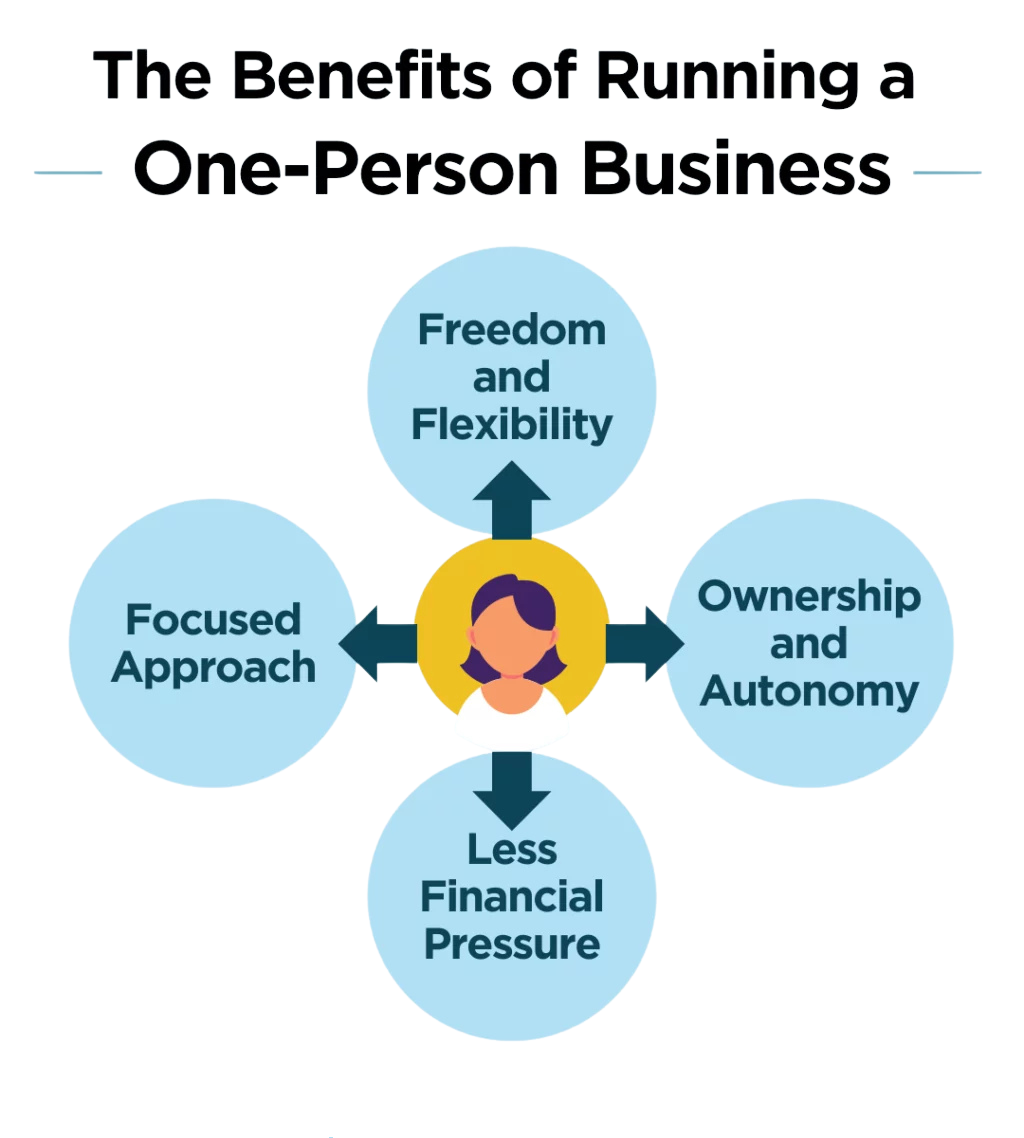 The Benefits of Running a
One-Person Business
Freedom
and
Flexibility
Focused
Approach
Ownership
and
Autonomy
Less
Financial
Pressure